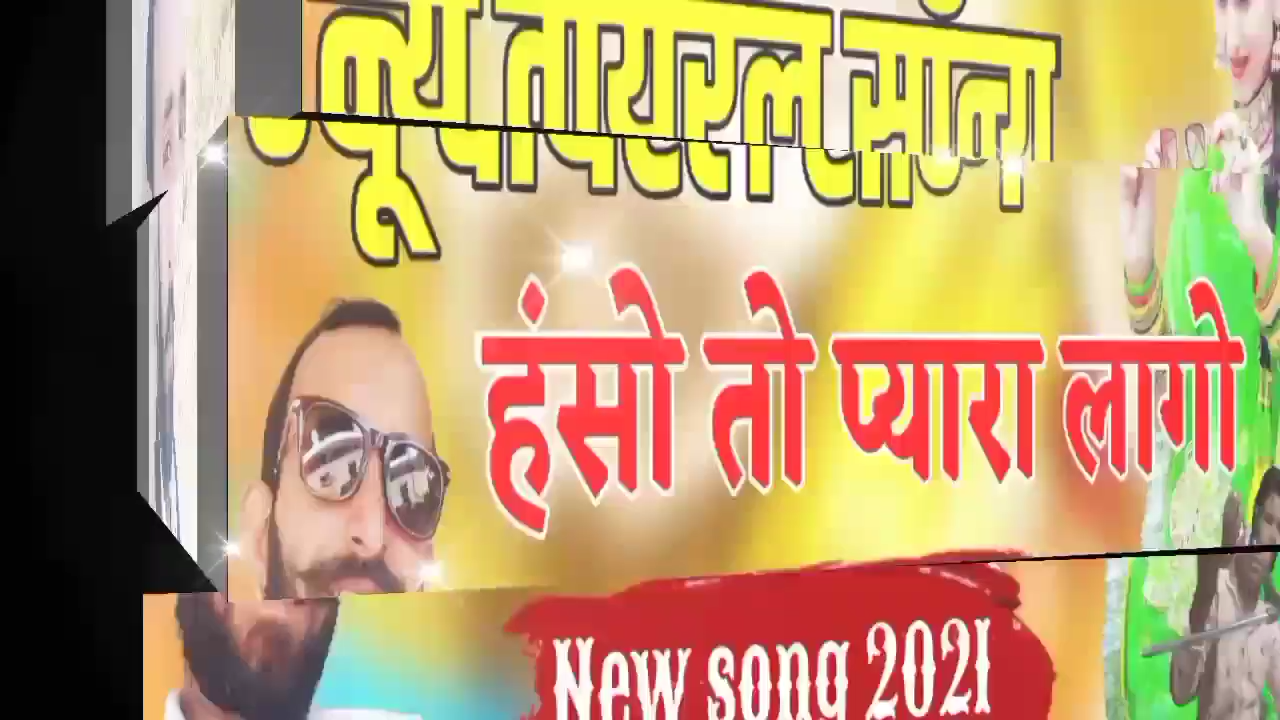 न्यू वायरल सॉन्ग
हंसो तो प्यारा लागो
New song 2021